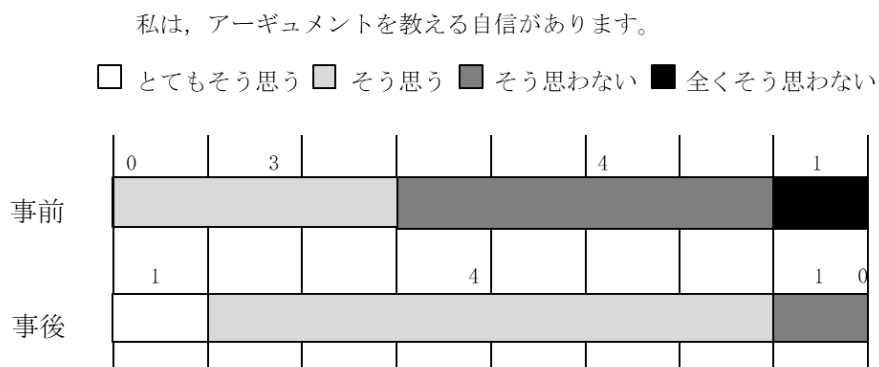 私は，アーギュメントを教える自信があります。
とてもそう思う そう思う そう思わない 全くそう思わない
0 3 4 1
事前
1 4 1 0
事後